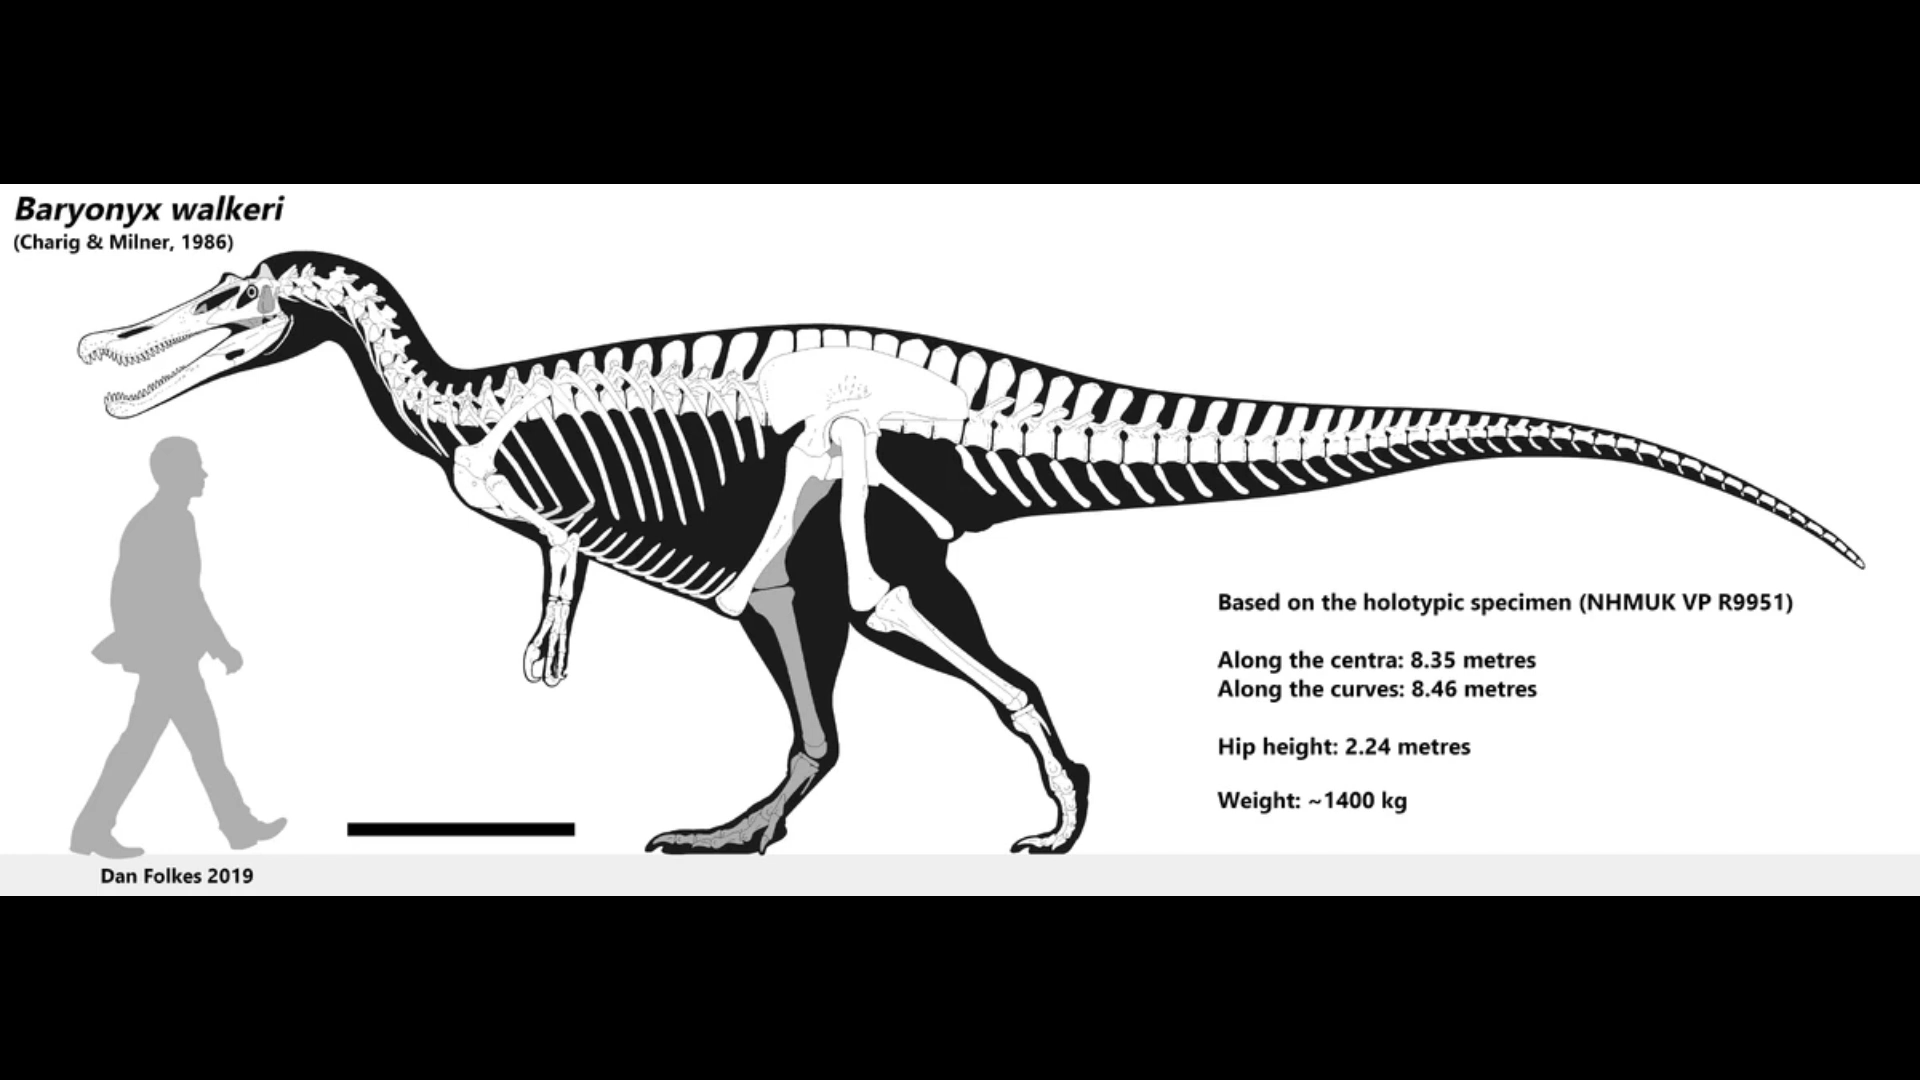 Baryonyx walkeri
(Charig & Milner, 1986)
Based on the holotypic specimen (NHMUK VP R9951)
Along the centra: 8.35 metres
Along the curves: 8.46 metres
Hip height: 2.24 metres
Weight: ~1400 kg
Dan Folkes 2019